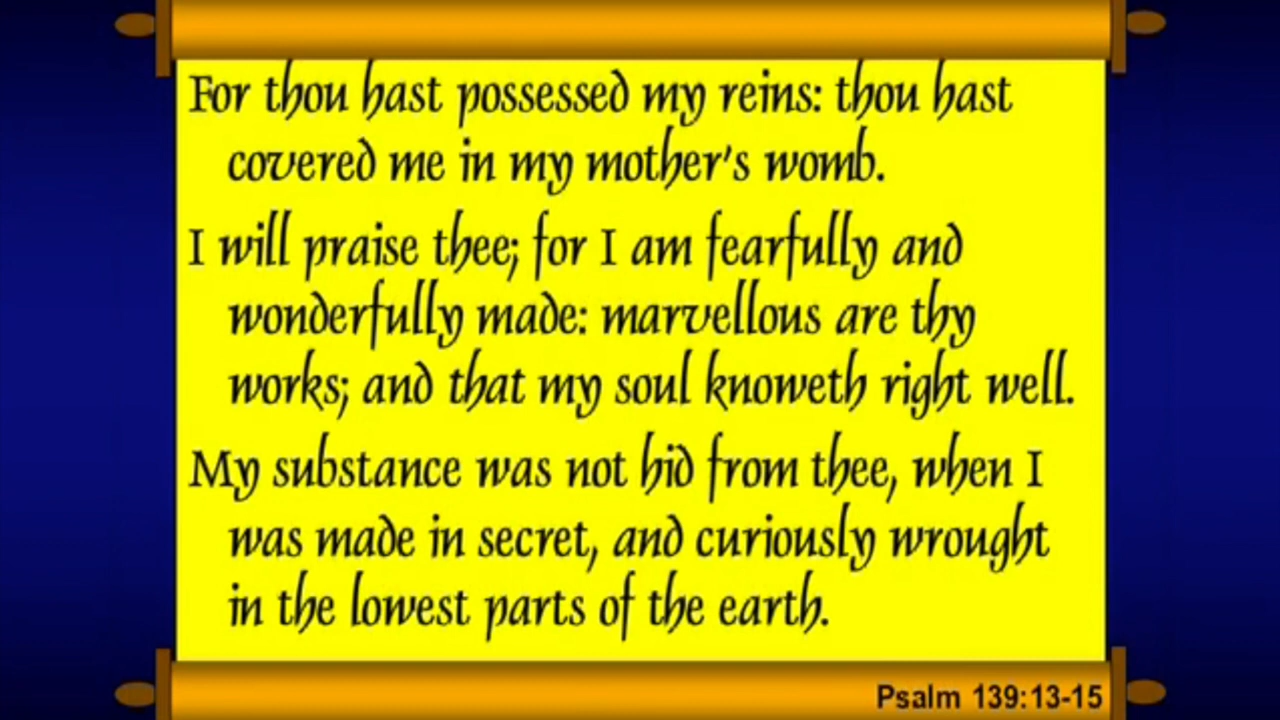 For thou hast possessed my reins: thou hast
covered me in my mother's womb.
I will praise thee; for I am fearfully and
wonderfully made: marvellous are thy
works; and that my soul knoweth right well.
My substance was not hid from thee, when I
was made in secret, and curiously wrought
in the lowest parts of the earth.
Psalm 139:13-15